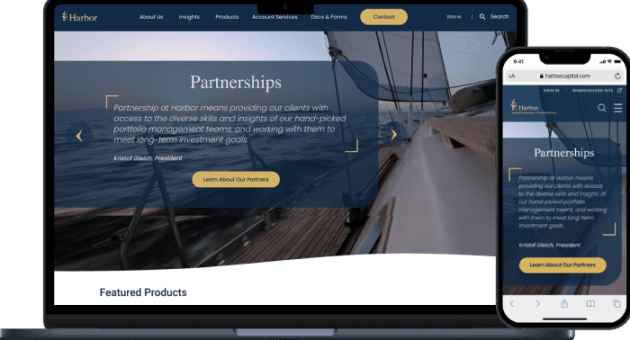 Harbor
About Us Insights Products Account Services Docs & Forms Contact SIGN IN Search
Partnerships
Partnership at Harbor means providing our clients with
access to the diverse skills and insights of our hand-picked
portfolio management teams; and working with them to
meet long-term investment goals.
Kristof Gleich, President
Learn About Our Partners
Featured Products
9:41
AA harborcapital.com
SIGN IN SHAREHOLDER SITE
Harbor
Partnerships
Partnership at Harbor means
providing our clients with access
to the diverse skills and insights of
our hand-picked portfolio
management teams; and working
with them to meet long-term
investment goals.
Kristof Gleich, President
Learn About Our Partners